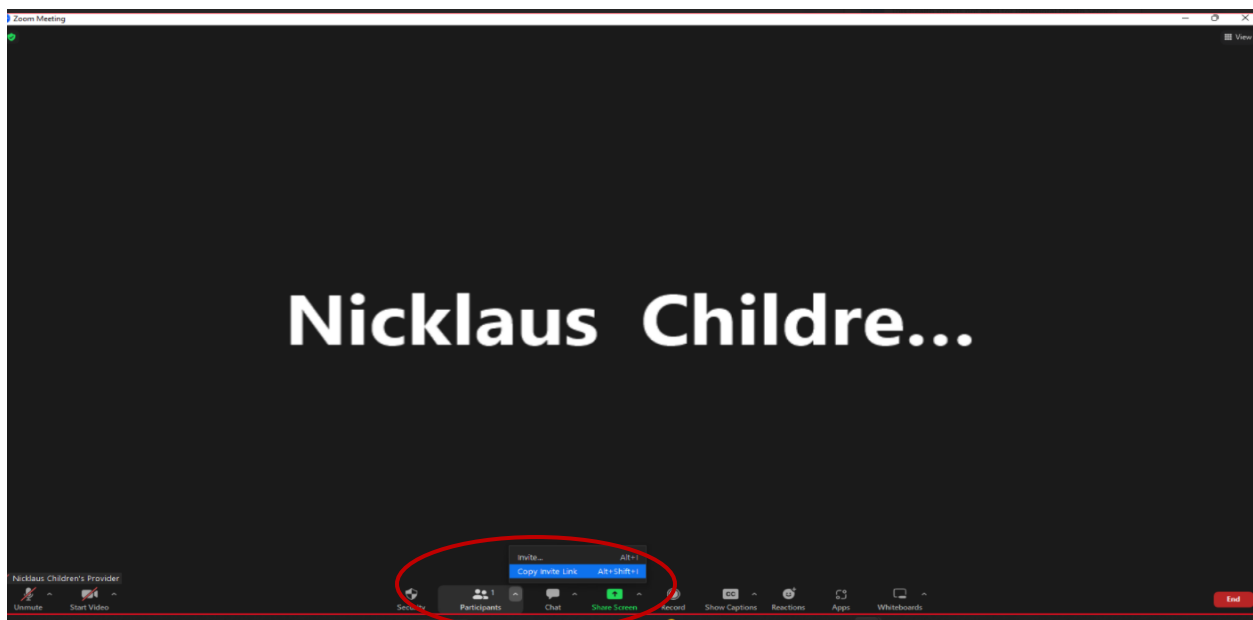 Zoom Meeting
View
Nicklaus Childre...
Invite... Alt+I
Copy Invite Link Alt+Shift+I
Nicklaus Children's Provider
Unmute Start Video Security Participants 1 Chat Share Screen Record CC Show Captions Reactions Apps Whiteboards End